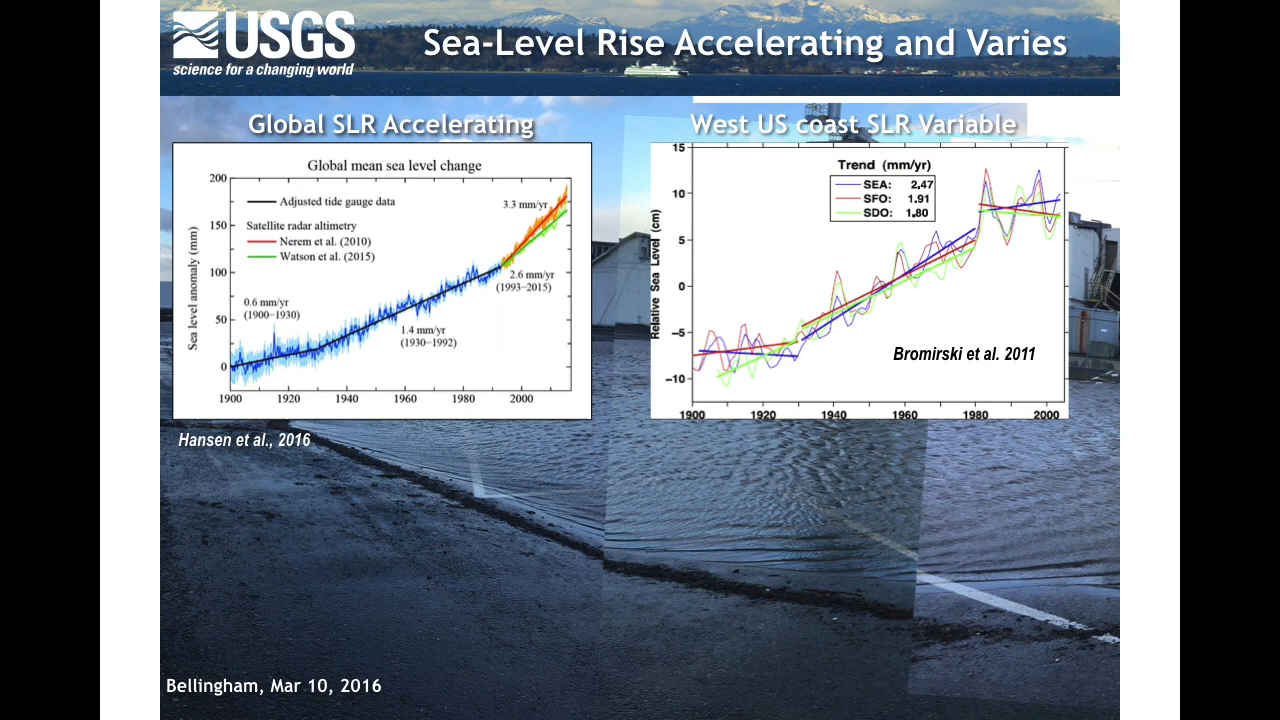 USGS
science for a changing world
Sea-Level Rise Accelerating and Varies
Global SLR Accelerating
Global mean sea level change
Sea level anomaly (mm)
200
150
100
50
0
Adjusted tide gauge data
Satellite radar altimetry
Nerem et al. (2010)
Watson et al. (2015)
3.3 mm/yr
2.6 mm/yr
(1993−2015)
0.6 mm/yr
(1900−1930)
1.4 mm/yr
(1930−1992)
1900 1920 1940 1960 1980 2000
Hansen et al., 2016
West US coast SLR Variable
Relative Sea Level (cm)
15
10
5
0
−5
−10
Trend (mm/yr)
SEA: 2.47
SFO: 1.91
SDO: 1.80
Bromirski et al. 2011
1900 1920 1940 1960 1980 2000
Bellingham, Mar 10, 2016